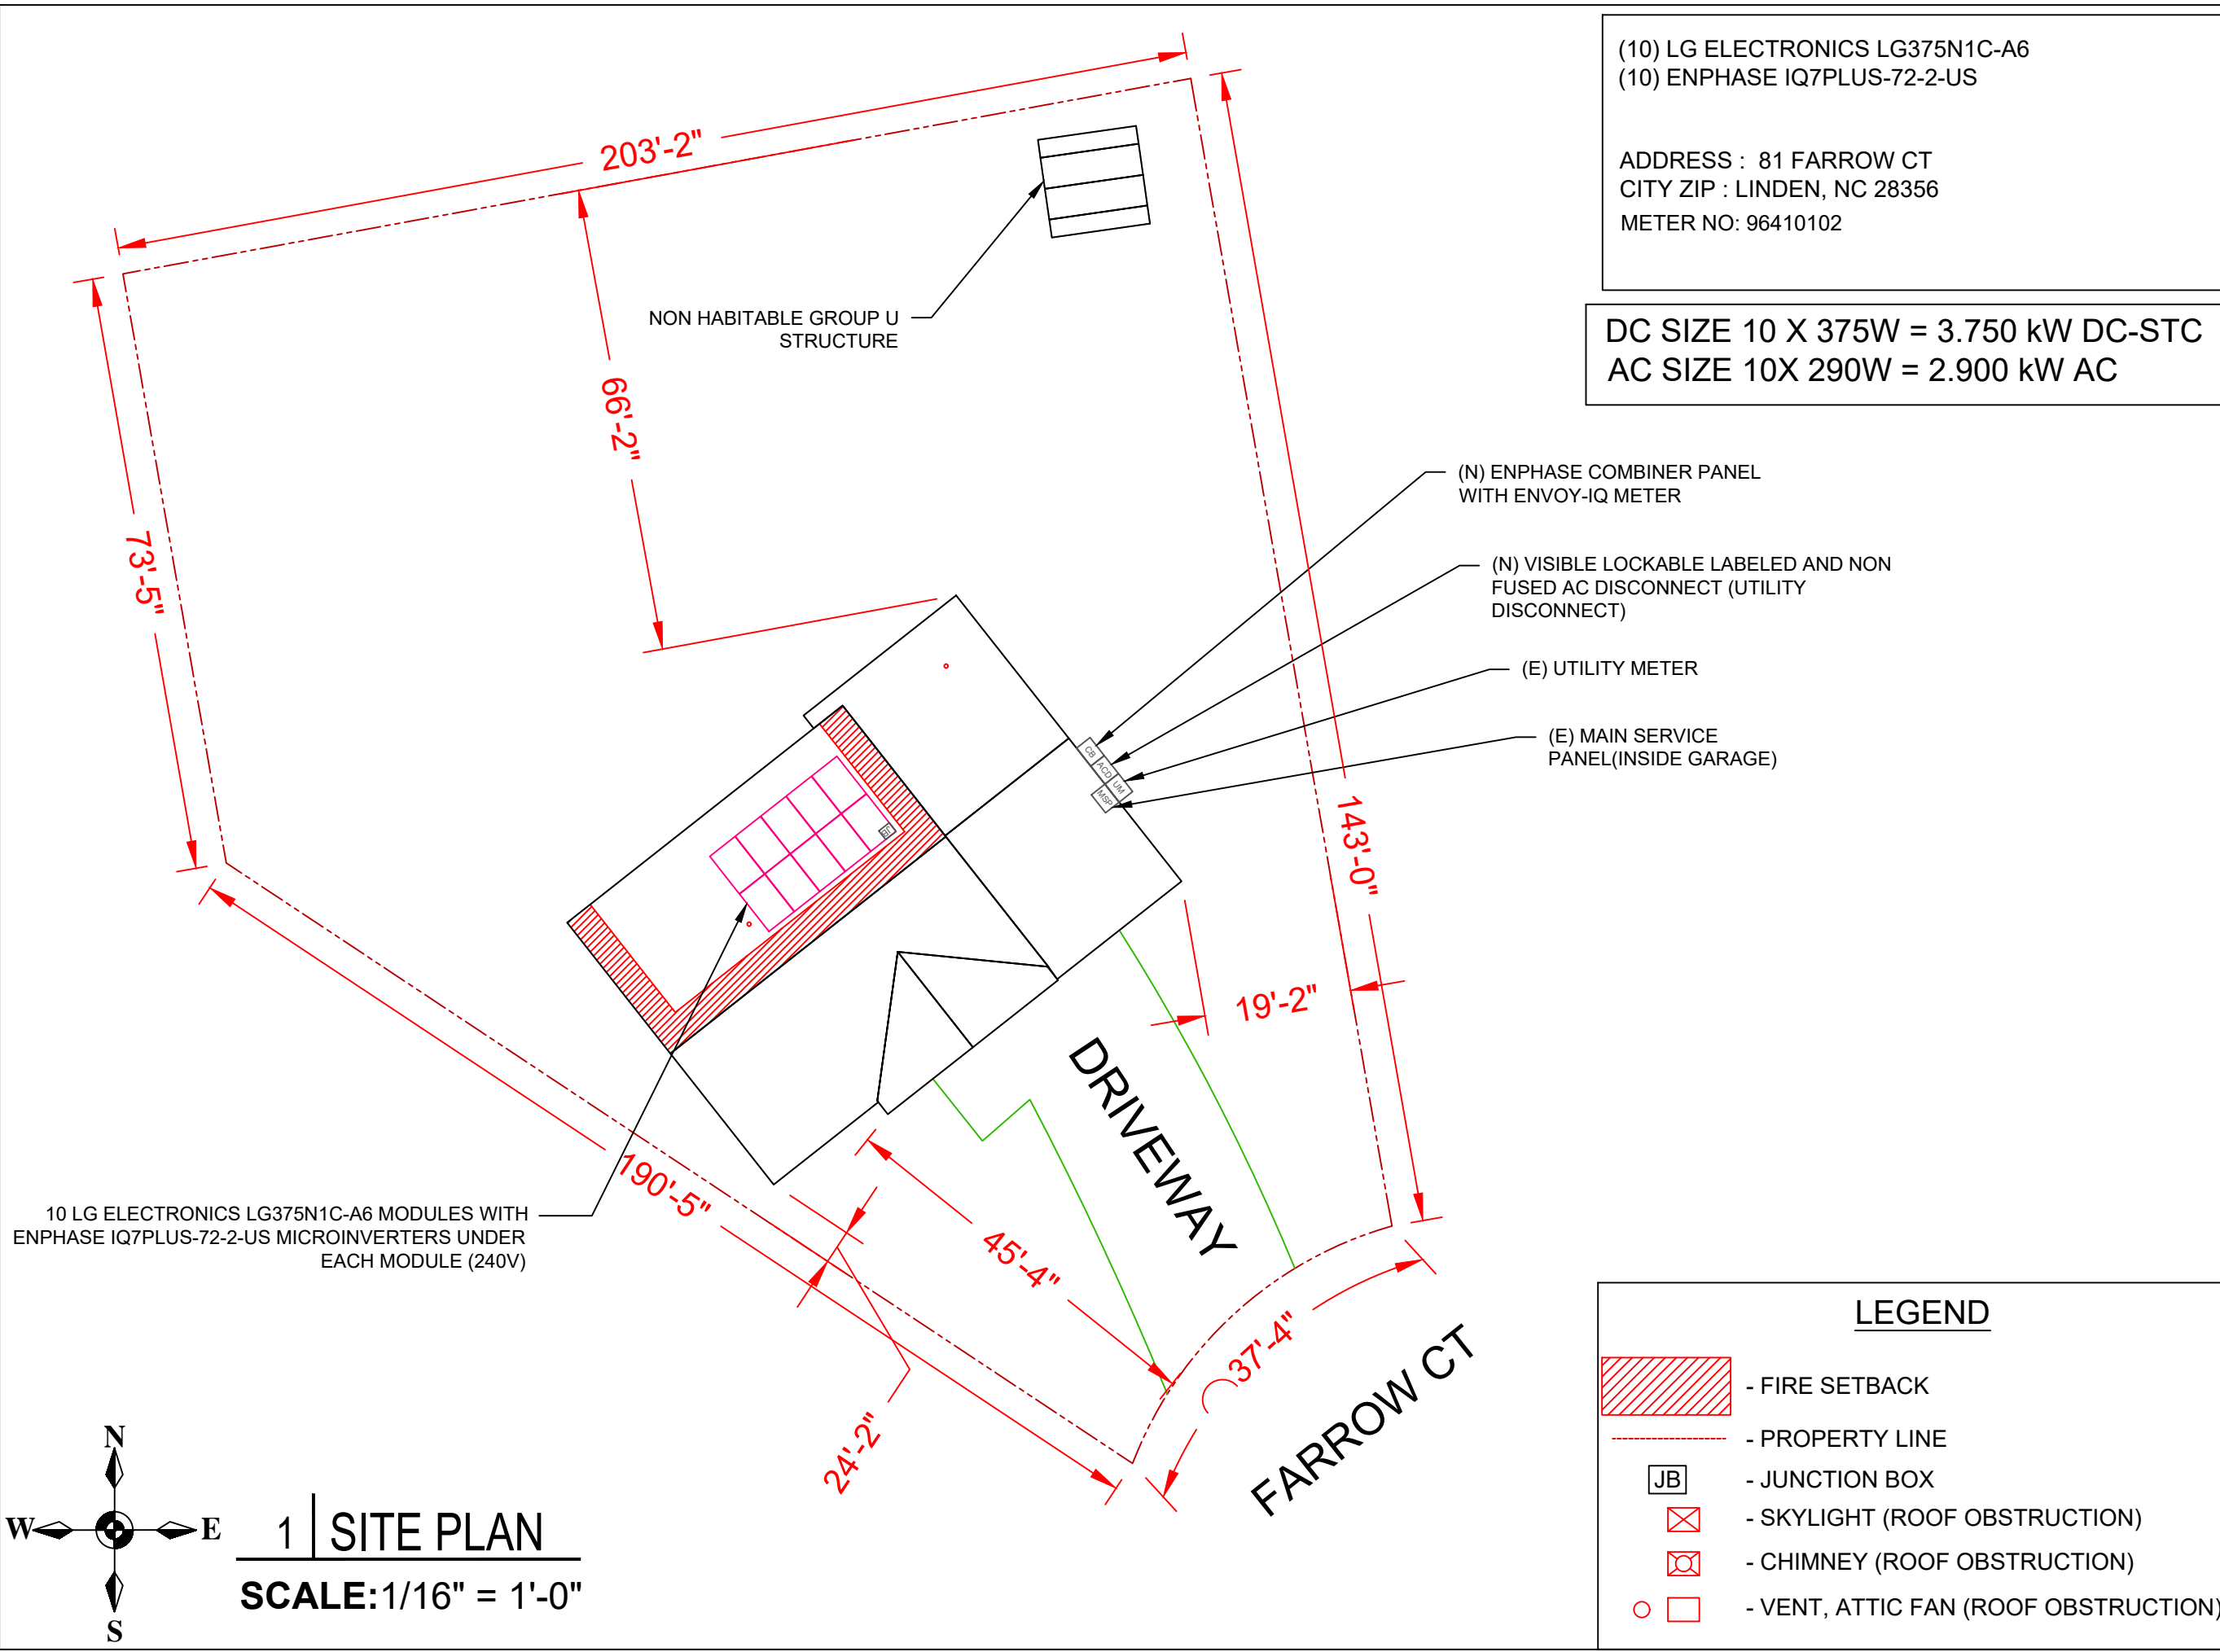 (10) LG ELECTRONICS LG375N1C-A6
(10) ENPHASE IQ7PLUS-72-2-US
ADDRESS : 81 FARROW CT
CITY ZIP : LINDEN, NC 28356
METER NO: 96410102
DC SIZE 10 X 375W = 3.750 kW DC-STC
AC SIZE 10X 290W = 2.900 kW AC
203'-2"
NON HABITABLE GROUP U
STRUCTURE
66'-2"
73'-5"
(N) ENPHASE COMBINER PANEL
WITH ENVOY-IQ METER
(N) VISIBLE LOCKABLE LABELED AND NON
FUSED AC DISCONNECT (UTILITY
DISCONNECT)
(E) UTILITY METER
(E) MAIN SERVICE
PANEL(INSIDE GARAGE)
CB
ACD
UM
MSP
JB
143'-0"
19'-2"
DRIVEWAY
190'-5"
45'-4"
10 LG ELECTRONICS LG375N1C-A6 MODULES WITH
ENPHASE IQ7PLUS-72-2-US MICROINVERTERS UNDER
EACH MODULE (240V)
24'-2"
37'-4"
FARROW CT
LEGEND
- FIRE SETBACK
- PROPERTY LINE
JB - JUNCTION BOX
- SKYLIGHT (ROOF OBSTRUCTION)
- CHIMNEY (ROOF OBSTRUCTION)
- VENT, ATTIC FAN (ROOF OBSTRUCTION)
N
W E
S
1 SITE PLAN
SCALE:1/16" = 1'-0"